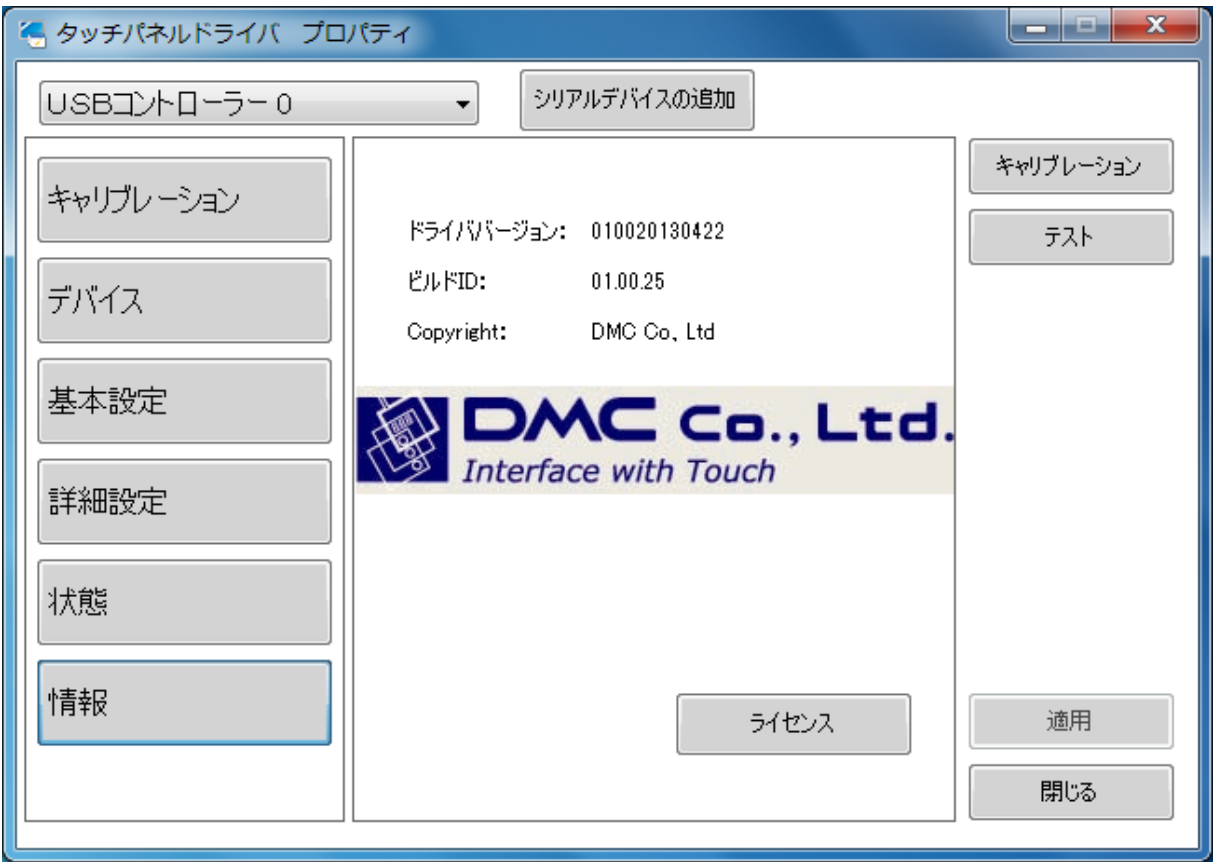 タッチパネルドライバ プロパティ
USBコントローラー 0
シリアルデバイスの追加
キャリブレーション
デバイス
基本設定
詳細設定
状態
情報
ドライババージョン: 010020130422
ビルドID: 01.00.25
Copyright: DMC Co, Ltd
DMC Co., Ltd.
Interface with Touch
ライセンス
キャリブレーション
テスト
適用
閉じる